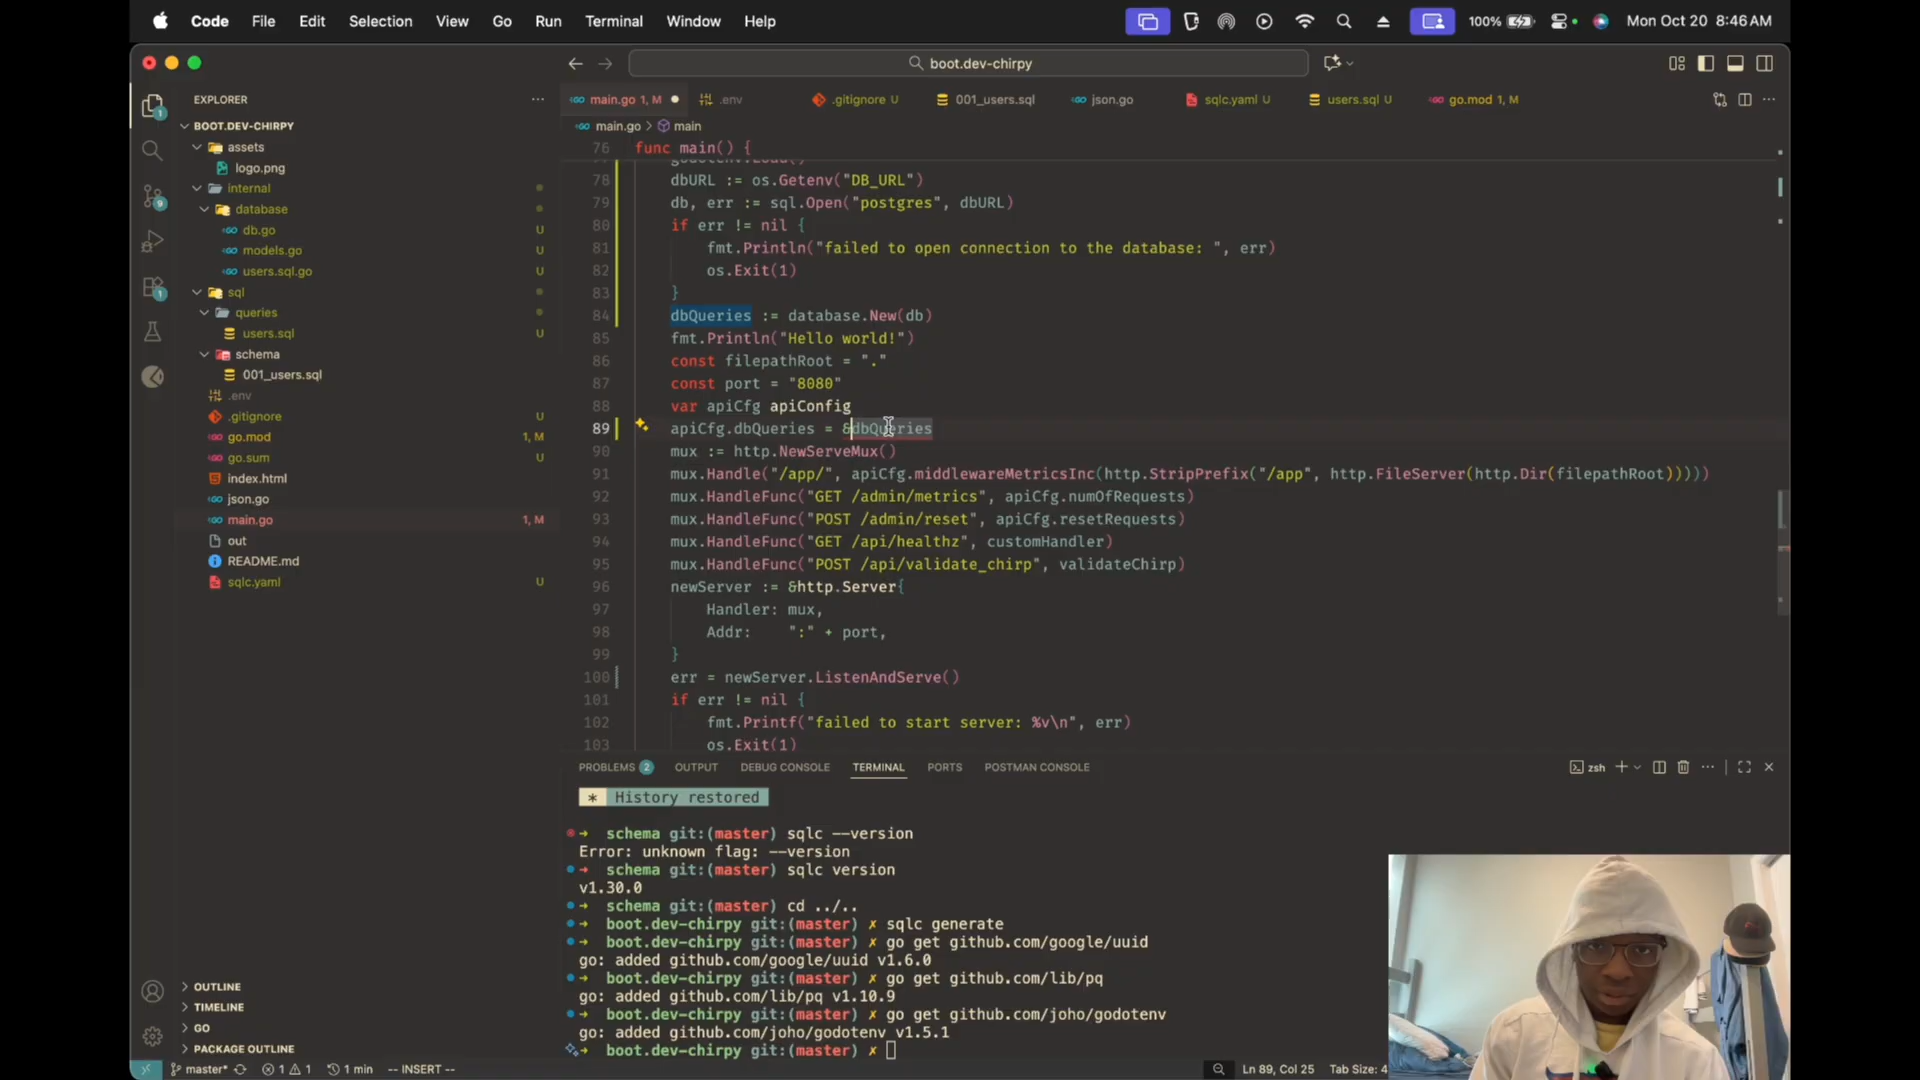 Code File Edit Selection View Go Run Terminal Window Help 100% Mon Oct 20 8:46 AM
boot.dev-chirpy
EXPLORER
main.go 1, M .env .gitignore U 001_users.sql json.go sqlc.yaml U users.sql U go.mod 1, M
BOOT.DEV-CHIRPY
main.go > main
assets
logo.png
internal
database
db.go U
models.go U
users.sql.go U
sql
queries
users.sql U
schema
001_users.sql
.env
.gitignore U
go.mod 1, M
go.sum M
index.html
json.go
main.go 1, M
out
README.md
sqlc.yaml U
OUTLINE
TIMELINE
GO
PACKAGE OUTLINE
76 func main() {
godotenv.Load()
78 dbURL := os.Getenv("DB_URL")
79 db, err := sql.Open("postgres", dbURL)
80 if err != nil {
81 fmt.Println("failed to open connection to the database: ", err)
82 os.Exit(1)
83 }
84 dbQueries := database.New(db)
85 fmt.Println("Hello world!")
86 const filepathRoot = "."
87 const port = "8080"
88 var apiCfg apiConfig
89 apiCfg.dbQueries = &dbQueries
90 mux := http.NewServeMux()
91 mux.Handle("/app/", apiCfg.middlewareMetricsInc(http.StripPrefix("/app", http.FileServer(http.Dir(filepathRoot)))))
92 mux.HandleFunc("GET /admin/metrics", apiCfg.numOfRequests)
93 mux.HandleFunc("POST /admin/reset", apiCfg.resetRequests)
94 mux.HandleFunc("GET /api/healthz", customHandler)
95 mux.HandleFunc("POST /api/validate_chirp", validateChirp)
96 newServer := &http.Server{
97 Handler: mux,
98 Addr: ":" + port,
99 }
100 err = newServer.ListenAndServe()
101 if err != nil {
102 fmt.Printf("failed to start server: %v\n", err)
103 os.Exit(1)
PROBLEMS 2 OUTPUT DEBUG CONSOLE TERMINAL PORTS POSTMAN CONSOLE zsh
* History restored
➜ schema git:(master) sqlc --version
Error: unknown flag: --version
➜ schema git:(master) sqlc version
v1.30.0
➜ schema git:(master) cd ../..
➜ boot.dev-chirpy git:(master) ✗ sqlc generate
➜ boot.dev-chirpy git:(master) ✗ go get github.com/google/uuid
go: added github.com/google/uuid v1.6.0
➜ boot.dev-chirpy git:(master) ✗ go get github.com/lib/pq
go: added github.com/lib/pq v1.10.9
➜ boot.dev-chirpy git:(master) ✗ go get github.com/joho/godotenv
go: added github.com/joho/godotenv v1.5.1
➜ boot.dev-chirpy git:(master) ✗
master* 1 1 1 min -- INSERT -- Ln 89, Col 25 Tab Size: 4